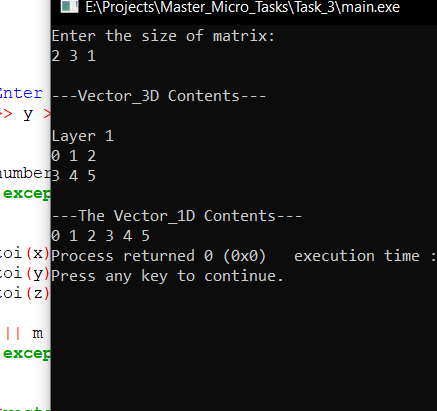 E:\Projects\Master_Micro_Tasks\Task_3\main.exe
Enter the size of matrix:
2 3 1
---Vector_3D Contents---
Layer 1
0 1 2
3 4 5
---The Vector_1D Contents---
0 1 2 3 4 5
Process returned 0 (0x0)   execution time :
Press any key to continue.
Enter
>> y >
number
excep
toi(x)
toi(y)
toi(z)
|| m
excep